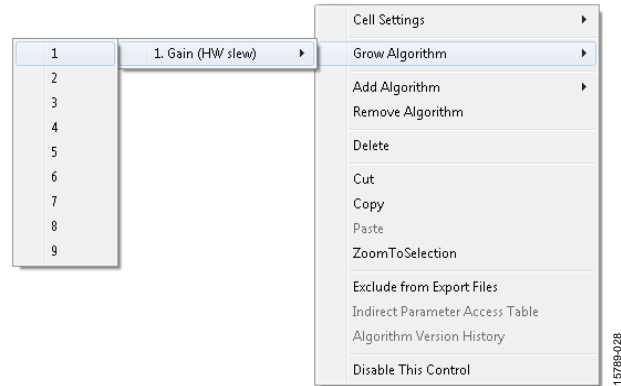 Cell Settings
Grow Algorithm
1. Gain (HW slew)
1
2
3
4
5
6
7
8
9
Add Algorithm
Remove Algorithm
Delete
Cut
Copy
Paste
ZoomToSelection
Exclude from Export Files
Indirect Parameter Access Table
Algorithm Version History
Disable This Control
15789-028